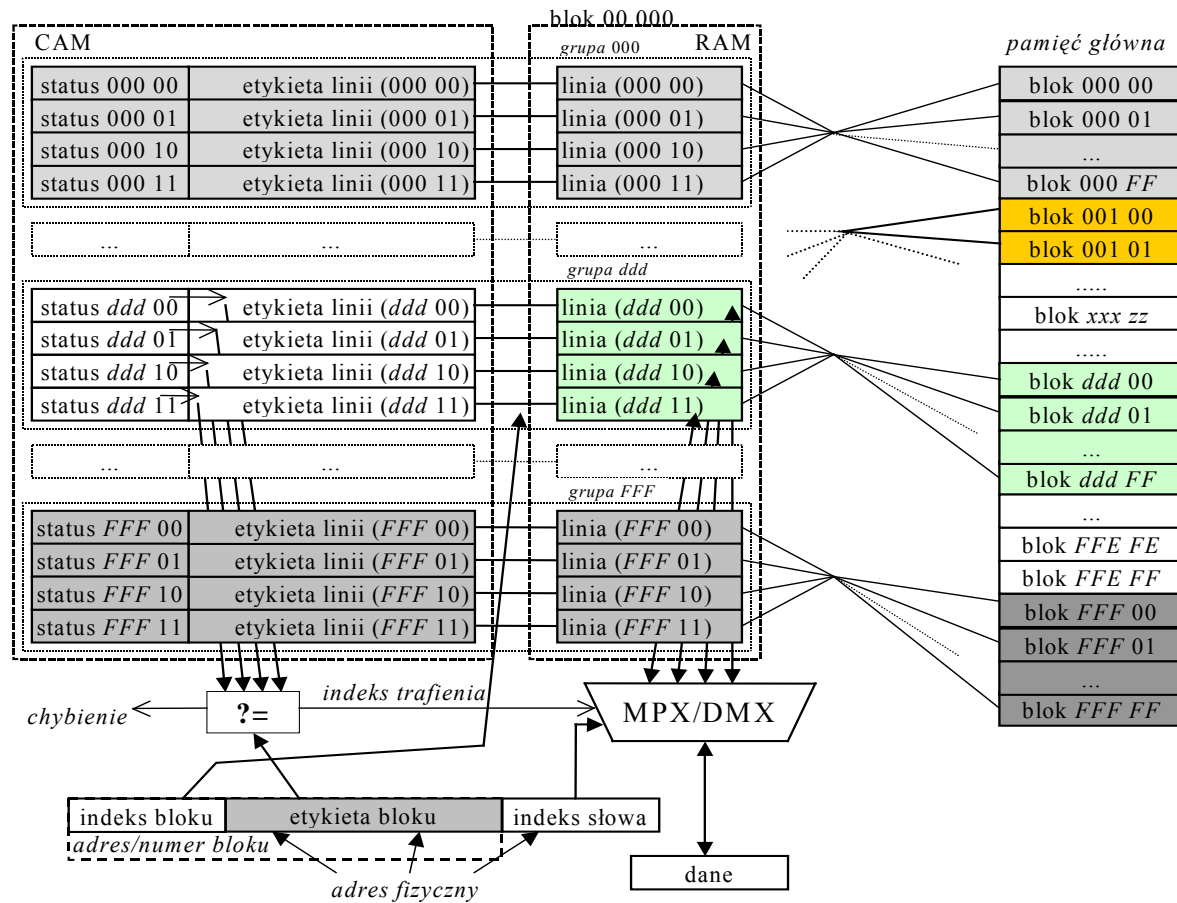 blok 00 000
CAM
RAM
grupa 000
pamięć główna
status 000 00 etykieta linii (000 00) linia (000 00) blok 000 00
status 000 01 etykieta linii (000 01) linia (000 01) blok 000 01
status 000 10 etykieta linii (000 10) linia (000 10) ...
status 000 11 etykieta linii (000 11) linia (000 11) blok 000 FF
blok 001 00
... ... ... blok 001 01
grupa ddd
.....
status ddd 00 etykieta linii (ddd 00) linia (ddd 00) blok xxx zz
status ddd 01 etykieta linii (ddd 01) linia (ddd 01) .....
status ddd 10 etykieta linii (ddd 10) linia (ddd 10) blok ddd 00
status ddd 11 etykieta linii (ddd 11) linia (ddd 11) blok ddd 01
... ... ... ...
blok ddd FF
grupa FFF
...
status FFF 00 etykieta linii (FFF 00) linia (FFF 00) blok FFE FE
status FFF 01 etykieta linii (FFF 01) linia (FFF 01) blok FFE FF
status FFF 10 etykieta linii (FFF 10) linia (FFF 10) blok FFF 00
status FFF 11 etykieta linii (FFF 11) linia (FFF 11) blok FFF 01
...
blok FFF FF
indeks trafienia
chybienie
?=
MPX/DMX
indeks bloku etykieta bloku indeks słowa
adres/numer bloku
adres fizyczny
dane